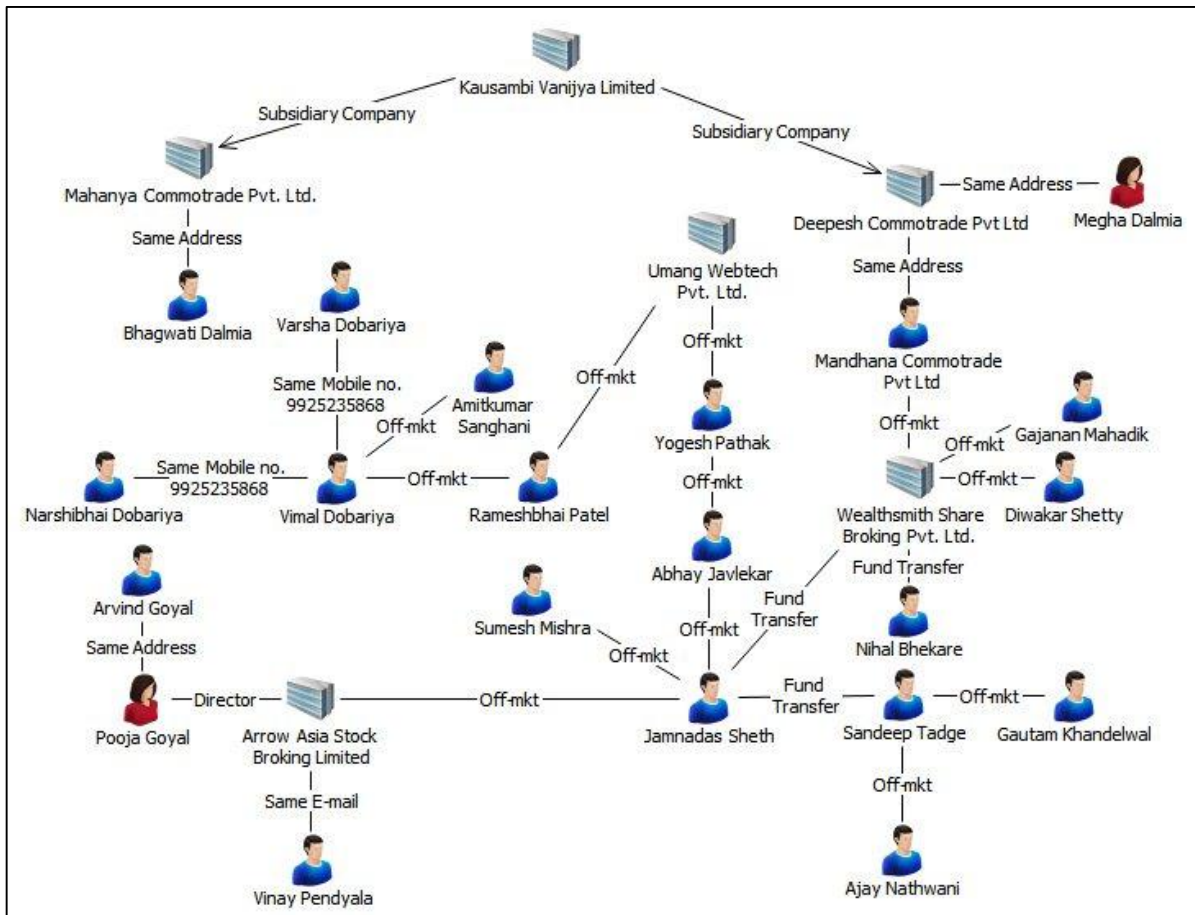 Kausambi Vanijya Limited
Subsidiary Company
Subsidiary Company
Mahanya Commotrade Pvt. Ltd.
Same Address
Megha Dalmia
Deepesh Commotrade Pvt Ltd
Same Address
Bhagwati Dalmia
Varsha Dobariya
Umang Webtech
Pvt. Ltd.
Same Address
Mandhana Commotrade
Pvt Ltd
Off-mkt
Off-mkt
Same Mobile no.
9925235868
Off-mkt
Amitkumar
Sanghani
Yogesh Pathak
Off-mkt
Off-mkt
Gajanan Mahadik
Same Mobile no.
9925235868
Off-mkt
Off-mkt
Off-mkt
Narshibhai Dobariya
Vimal Dobariya
Rameshbhai Patel
Wealthsmith Share
Broking Pvt. Ltd.
Diwakar Shetty
Abhay Javlekar
Fund Transfer
Arvind Goyal
Sumesh Mishra
Fund
Transfer
Off-mkt
Off-mkt
Nihal Bhekare
Same Address
Director
Off-mkt
Fund
Transfer
Off-mkt
Pooja Goyal
Arrow Asia Stock
Broking Limited
Jamnadas Sheth
Sandeep Tadge
Gautam Khandelwal
Same E-mail
Off-mkt
Vinay Pendyala
Ajay Nathwani